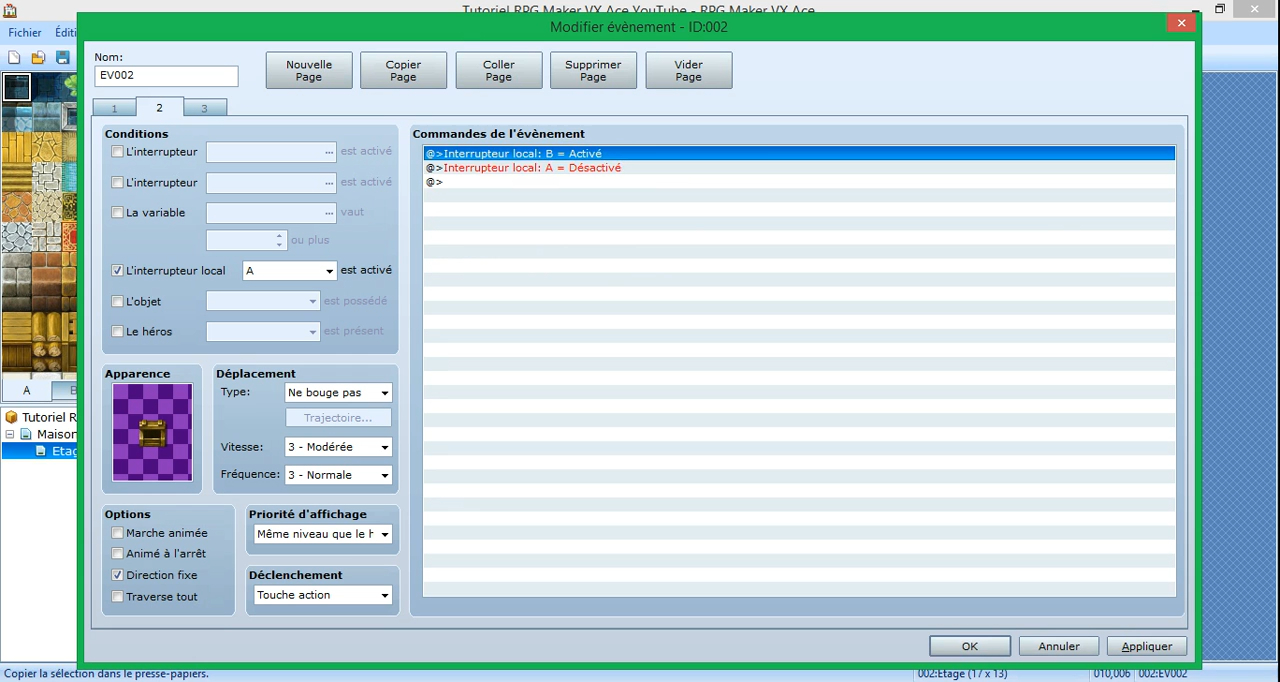 Tutoriel RPG Maker VX Ace YouTube - RPG Maker VX Ace
Modifier évènement - ID:002
Fichier Éditi
Nom:
EV002
Nouvelle Page
Copier Page
Coller Page
Supprimer Page
Vider Page
1 2 3
Conditions
L'interrupteur ... est activé
L'interrupteur ... est activé
La variable ... vaut
ou plus
L'interrupteur local A est activé
L'objet est possédé
Le héros est présent
Commandes de l'évènement
@>Interrupteur local: B = Activé
@>Interrupteur local: A = Désactivé
@>
Apparence
Déplacement
Type: Ne bouge pas
Trajectoire...
Vitesse: 3 - Modérée
Fréquence: 3 - Normale
Options
Marche animée
Animé à l'arrêt
Direction fixe
Traverse tout
Priorité d'affichage
Même niveau que le h
Déclenchement
Touche action
A B
Tutoriel R
Maison
Etag
OK Annuler Appliquer
Copier la sélection dans le presse-papiers.
002:Etage (17 x 13) 010,006 002:EV002